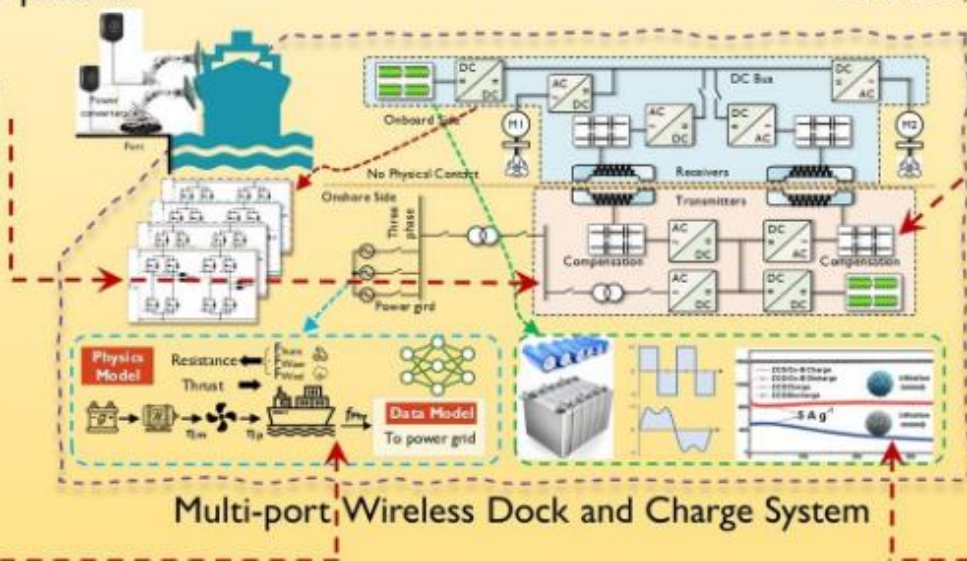 Power
converters
Port
Onboard Side
DC
DC
AC
DC
AC
DC
DC Bus
DC
AC
DC
AC
M1
M2
No Physical Contact
Receivers
Onshore Side
Three
phase
Power gird
Transmitters
AC
DC
DC
AC
Compensation
Compensation
AC
DC
DC
DC
Physics
Model
Resistance
Thrust
Data Model
To power grid
5 A g⁻¹
Multi-port Wireless Dock and Charge System